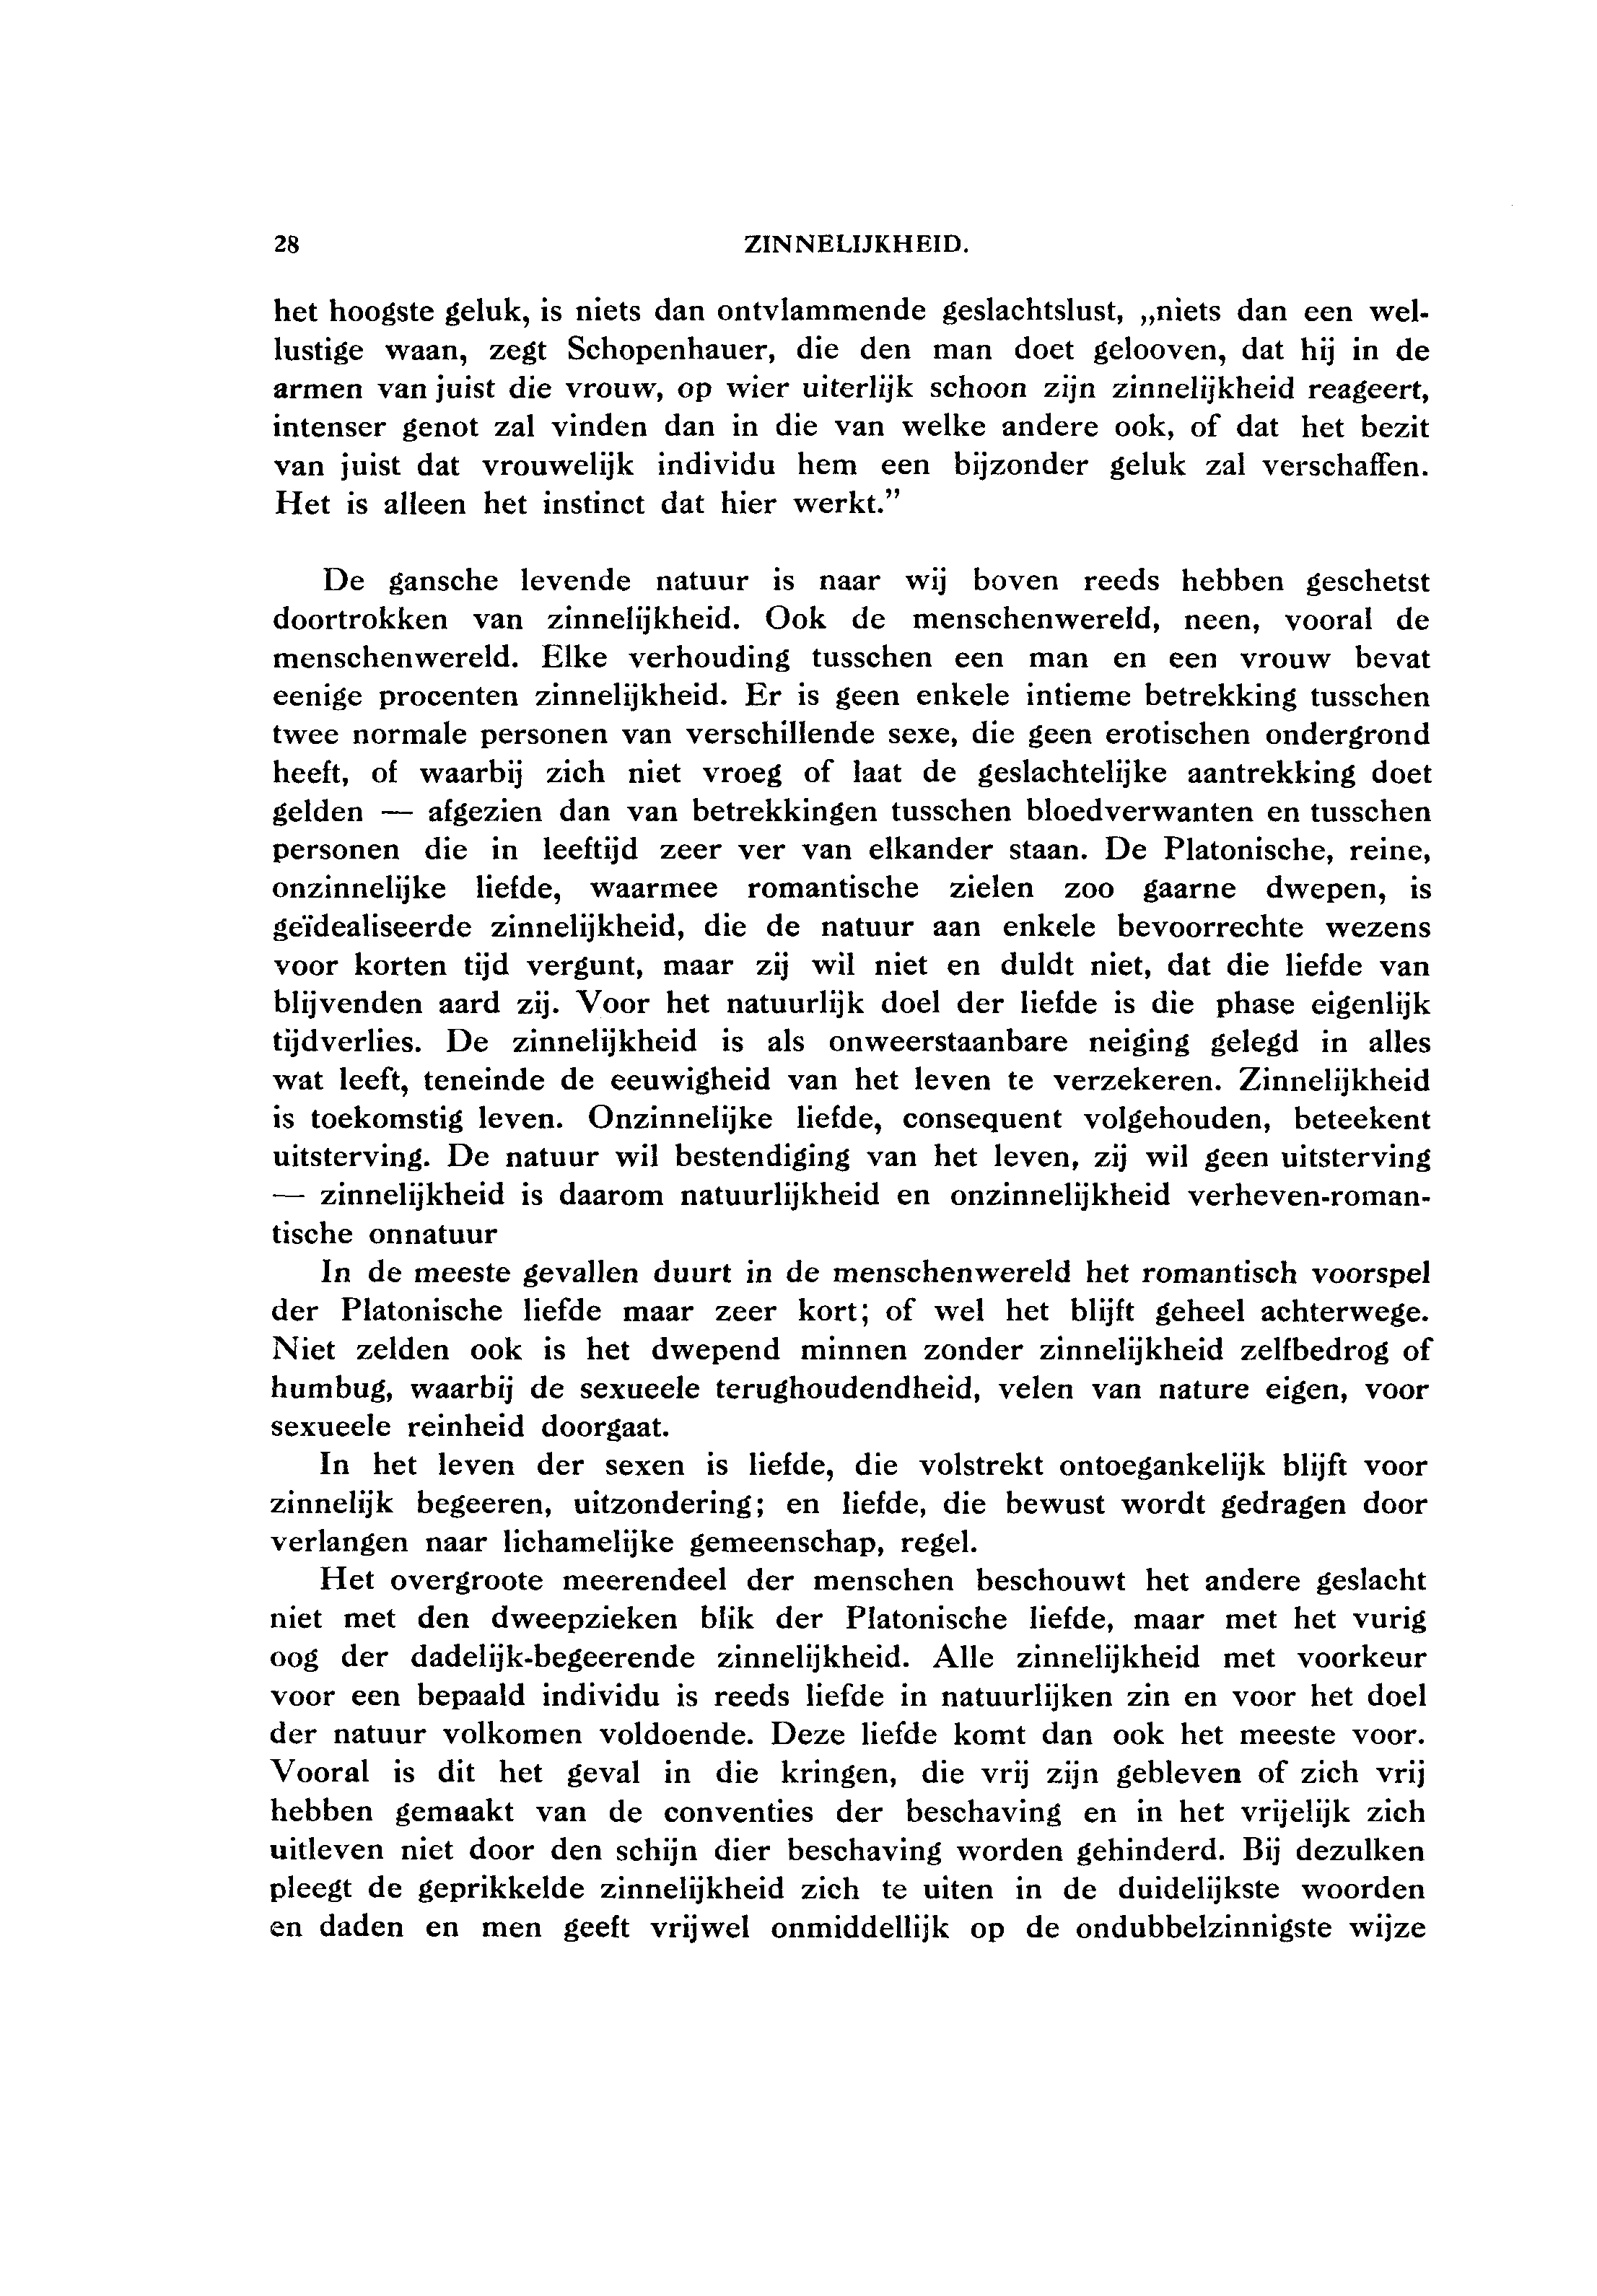 28 ZINNELIJKHEID.
het hoogste geluk, is niets dan ontvlammende geslachtslust, „niets dan een wel-
lustige waan, zegt Schopenhauer, die den man doet gelooven, dat hij in de
armen van juist die vrouw, op wier uiterlijk schoon zijn zinnelijkheid reageert,
intenser genot zal vinden dan in die van welke andere ook, of dat het bezit
van juist dat vrouwelijk individu hem een bijzonder geluk zal verschaffen.
Het is alleen het instinct dat hier werkt.”
De gansche levende natuur is naar wij boven reeds hebben geschetst
doortrokken van zinnelijkheid. Ook de menschenwereld, neen, vooral de
menschenwereld. Elke verhouding tusschen een man en een vrouw bevat
eenige procenten zinnelijkheid. Er is geen enkele intieme betrekking tusschen
twee normale personen van verschillende sexe, die geen erotischen ondergrond
heeft, of waarbij zich niet vroeg of laat de geslachtelijke aantrekking doet
gelden — afgezien dan van betrekkingen tusschen bloedverwanten en tusschen
personen die in leeftijd zeer ver van elkander staan. De Platonische, reine,
onzinnelijke liefde, waarmee romantische zielen zoo gaarne dwepen, is
geïdealiseerde zinnelijkheid, die de natuur aan enkele bevoorrechte wezens
voor korten tijd vergunt, maar zij wil niet en duldt niet, dat die liefde van
blijvenden aard zij. Voor het natuurlijk doel der liefde is die phase eigenlijk
tijdverlies. De zinnelijkheid is als onweerstaanbare neiging gelegd in alles
wat leeft, teneinde de eeuwigheid van het leven te verzekeren. Zinnelijkheid
is toekomstig leven. Onzinnelijke liefde, consequent volgehouden, beteekent
uitsterving. De natuur wil bestendiging van het leven, zij wil geen uitsterving
— zinnelijkheid is daarom natuurlijkheid en onzinnelijkheid verheven-roman-
tische onnatuur
In de meeste gevallen duurt in de menschenwereld het romantisch voorspel
der Platonische liefde maar zeer kort; of wel het blijft geheel achterwege.
Niet zelden ook is het dwepend minnen zonder zinnelijkheid zelfbedrog of
humbug, waarbij de sexueele terughoudendheid, velen van nature eigen, voor
sexueele reinheid doorgaat.
In het leven der sexen is liefde, die volstrekt ontoegankelijk blijft voor
zinnelijk begeeren, uitzondering; en liefde, die bewust wordt gedragen door
verlangen naar lichamelijke gemeenschap, regel.
Het overgroote meerendeel der menschen beschouwt het andere geslacht
niet met den dweepzieken blik der Platonische liefde, maar met het vurig
oog der dadelijk-begeerende zinnelijkheid. Alle zinnelijkheid met voorkeur
voor een bepaald individu is reeds liefde in natuurlijken zin en voor het doel
der natuur volkomen voldoende. Deze liefde komt dan ook het meeste voor.
Vooral is dit het geval in die kringen, die vrij zijn gebleven of zich vrij
hebben gemaakt van de conventies der beschaving en in het vrijelijk zich
uitleven niet door den schijn dier beschaving worden gehinderd. Bij dezulken
pleegt de geprikkelde zinnelijkheid zich te uiten in de duidelijkste woorden
en daden en men geeft vrijwel onmiddellijk op de ondubbelzinnigste wijze